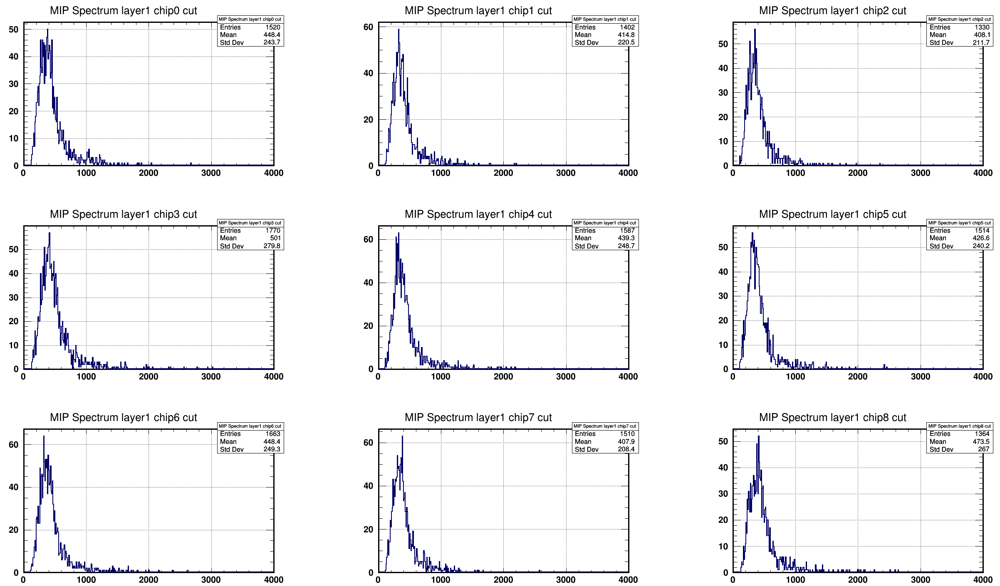 MIP Spectrum layer1 chip0 cut
MIP Spectrum layer1 chip0 cut
Entries 1520
Mean 448.4
Std Dev 243.7
50
40
30
20
10
0
0 1000 2000 3000 4000
MIP Spectrum layer1 chip1 cut
MIP Spectrum layer1 chip1 cut
Entries 1402
Mean 414.8
Std Dev 220.5
60
40
20
0
0 1000 2000 3000 4000
MIP Spectrum layer1 chip2 cut
MIP Spectrum layer1 chip2 cut
Entries 1330
Mean 408.1
Std Dev 211.7
50
40
30
20
10
0
0 1000 2000 3000 4000
MIP Spectrum layer1 chip3 cut
MIP Spectrum layer1 chip3 cut
Entries 1770
Mean 501
Std Dev 279.8
50
40
30
20
10
0
0 1000 2000 3000 4000
MIP Spectrum layer1 chip4 cut
MIP Spectrum layer1 chip4 cut
Entries 1587
Mean 439.3
Std Dev 248.7
60
40
20
0
0 1000 2000 3000 4000
MIP Spectrum layer1 chip5 cut
MIP Spectrum layer1 chip5 cut
Entries 1514
Mean 426.6
Std Dev 240.2
50
40
30
20
10
0
0 1000 2000 3000 4000
MIP Spectrum layer1 chip6 cut
MIP Spectrum layer1 chip6 cut
Entries 1663
Mean 448.4
Std Dev 249.3
60
40
20
0
0 1000 2000 3000 4000
MIP Spectrum layer1 chip7 cut
MIP Spectrum layer1 chip7 cut
Entries 1510
Mean 407.9
Std Dev 208.4
60
40
20
0
0 1000 2000 3000 4000
MIP Spectrum layer1 chip8 cut
MIP Spectrum layer1 chip8 cut
Entries 1364
Mean 473.5
Std Dev 267
50
40
30
20
10
0
0 1000 2000 3000 4000